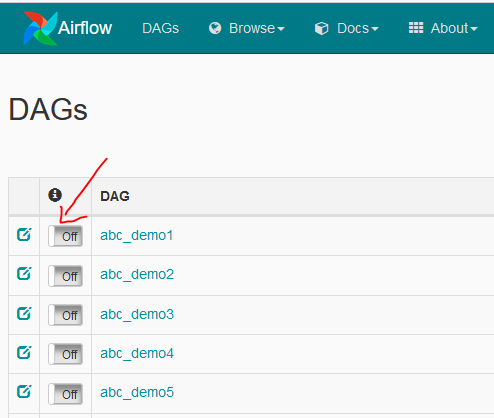 Airflow DAGs Browse Docs About
DAGs
DAG
Off abc_demo1
Off abc_demo2
Off abc_demo3
Off abc_demo4
Off abc_demo5